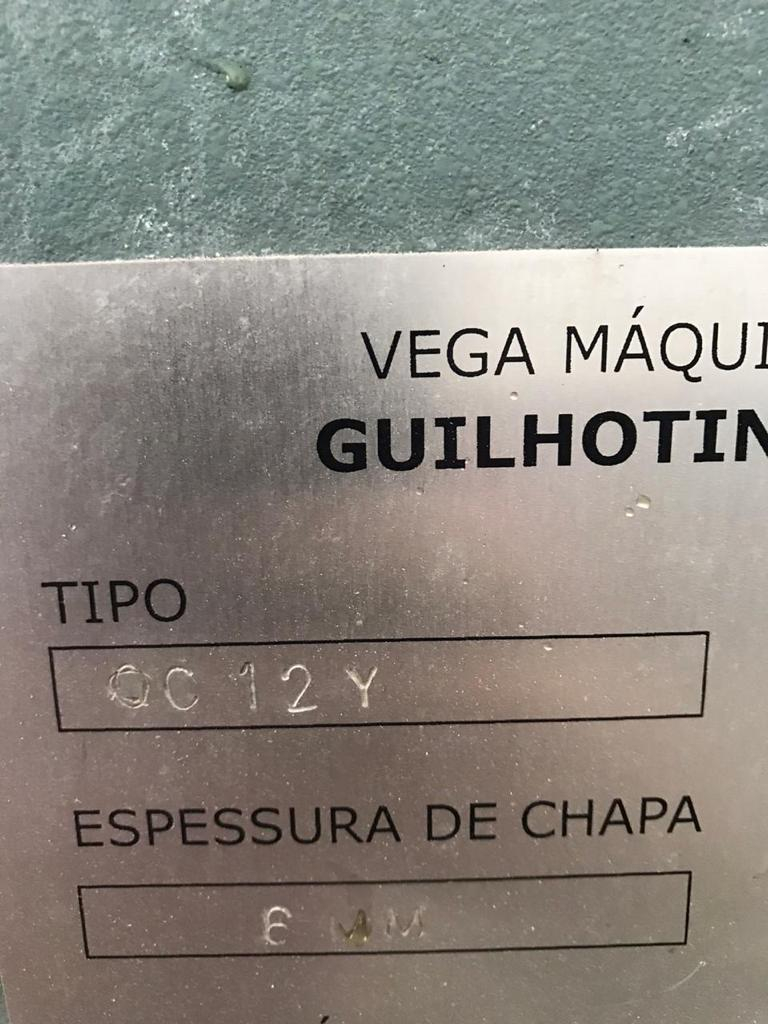 VEGA MÁQUI
GUILHOTIN
TIPO
QC 12 Y
ESPESSURA DE CHAPA
6 MM